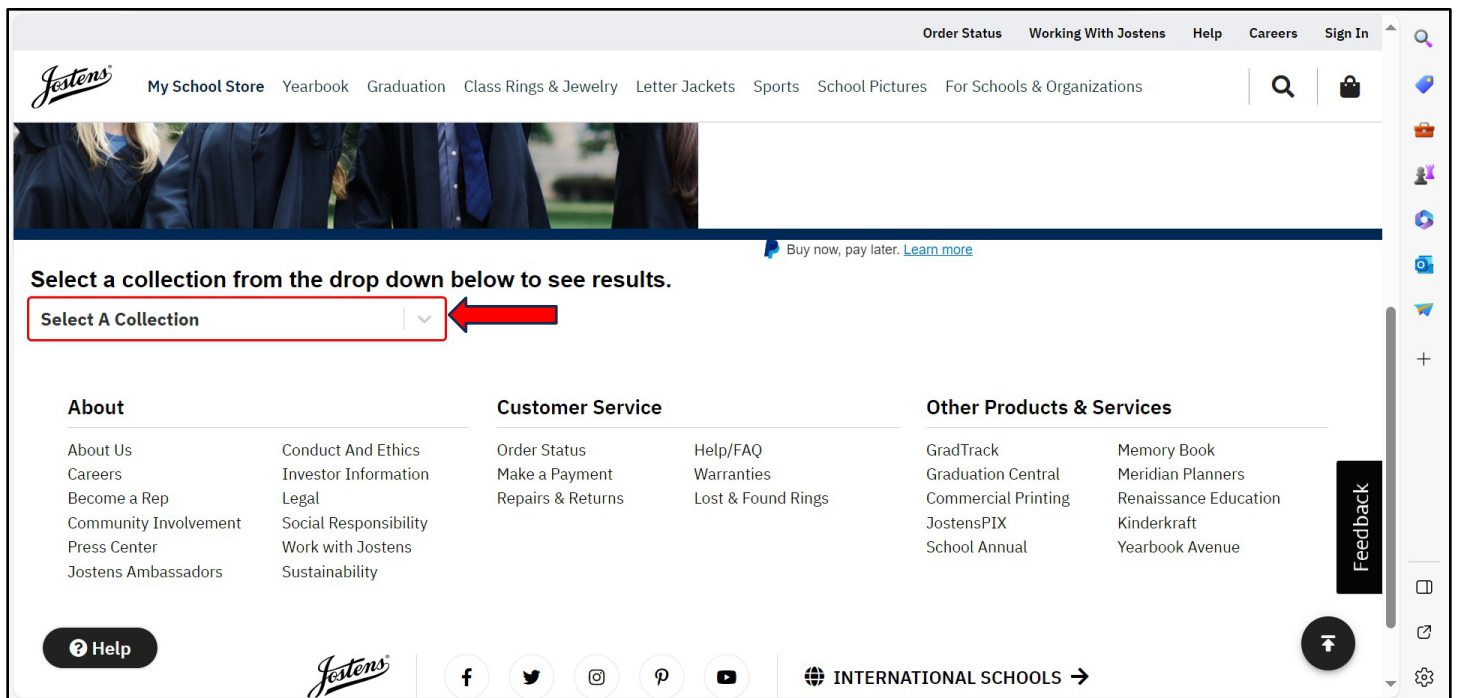 Order Status Working With Jostens Help Careers Sign In
Jostens My School Store Yearbook Graduation Class Rings & Jewelry Letter Jackets Sports School Pictures For Schools & Organizations
Buy now, pay later. Learn more
Select a collection from the drop down below to see results.
Select A Collection
About
About Us
Careers
Become a Rep
Community Involvement
Press Center
Jostens Ambassadors
Conduct And Ethics
Investor Information
Legal
Social Responsibility
Work with Jostens
Sustainability
Customer Service
Order Status
Make a Payment
Repairs & Returns
Help/FAQ
Warranties
Lost & Found Rings
Other Products & Services
GradTrack
Graduation Central
Commercial Printing
JostensPIX
School Annual
Memory Book
Meridian Planners
Renaissance Education
Kinderkraft
Yearbook Avenue
Feedback
Help
Jostens
INTERNATIONAL SCHOOLS